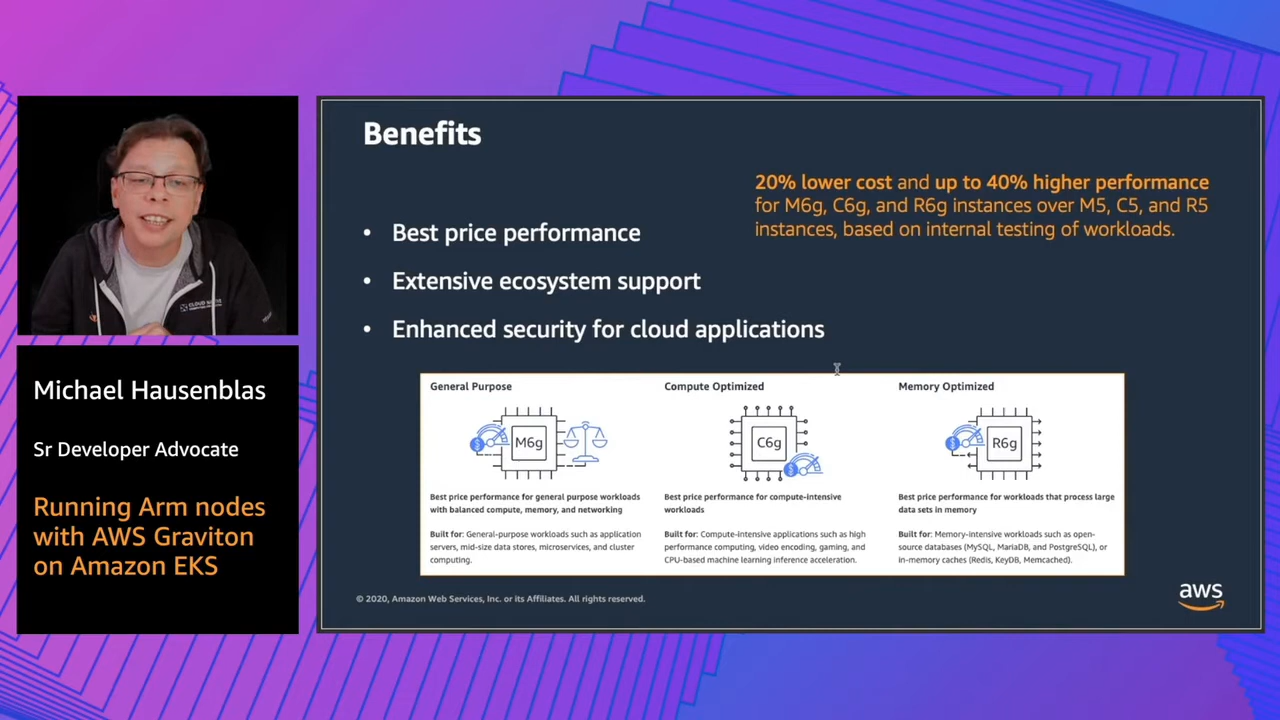 Benefits
20% lower cost and up to 40% higher performance
for M6g, C6g, and R6g instances over M5, C5, and R5
instances, based on internal testing of workloads.
• Best price performance
• Extensive ecosystem support
• Enhanced security for cloud applications
General Purpose
M6g
Best price performance for general purpose workloads
with balanced compute, memory, and networking
Built for: General-purpose workloads such as application
servers, mid-size data stores, microservices, and cluster
computing.
Compute Optimized
C6g
Best price performance for compute-intensive
workloads
Built for: Compute-intensive applications such as high
performance computing, video encoding, gaming, and
CPU-based machine learning inference acceleration.
Memory Optimized
R6g
Best price performance for workloads that process large
data sets in memory
Built for: Memory-intensive workloads such as open-
source databases (MySQL, MariaDB, and PostgreSQL), or
in-memory caches (Redis, KeyDB, Memcached).
© 2020, Amazon Web Services, Inc. or its Affiliates. All rights reserved.
aws
Michael Hausenblas
Sr Developer Advocate
Running Arm nodes
with AWS Graviton
on Amazon EKS